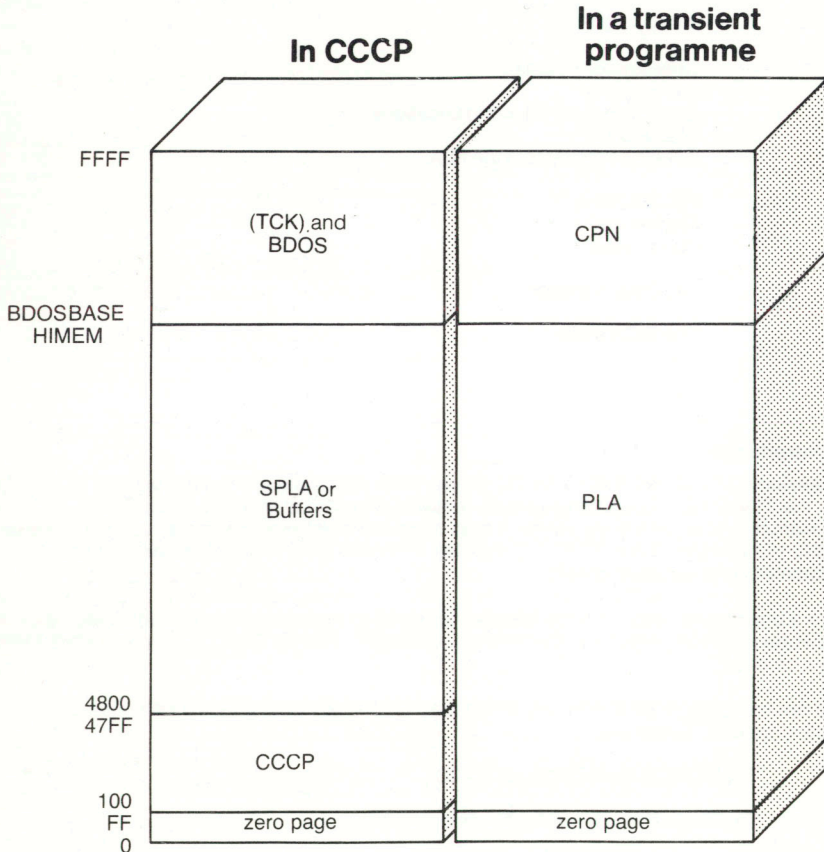 In CCCP
In a transient
programme
FFFF
(TCK) and
BDOS
CPN
BDOSBASE
HIMEM
SPLA or
Buffers
PLA
4800
47FF
CCCP
100
FF
zero page
zero page
0